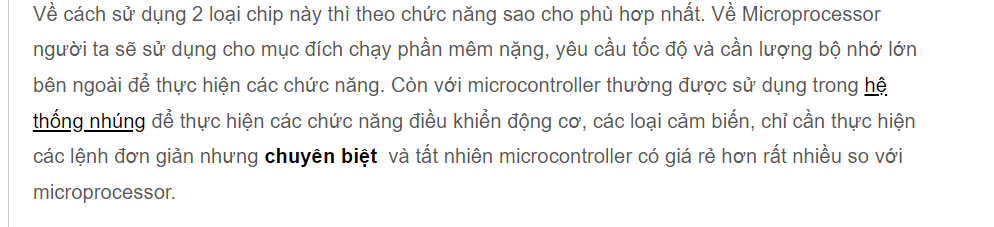 Về cách sử dụng 2 loại chip này thì theo chức năng sao cho phù hơp nhất. Về Microprocessor
người ta sẽ sử dụng cho mục đích chạy phần mêm nặng, yêu cầu tốc độ và cần lượng bộ nhớ lớn
bên ngoài để thực hiện các chức năng. Còn với microcontroller thường được sử dụng trong hệ
thống nhúng để thực hiện các chức năng điều khiển động cơ, các loại cảm biến, chỉ cần thực hiện
các lệnh đơn giản nhưng chuyên biệt và tất nhiên microcontroller có giá rẻ hơn rất nhiều so với
microprocessor.